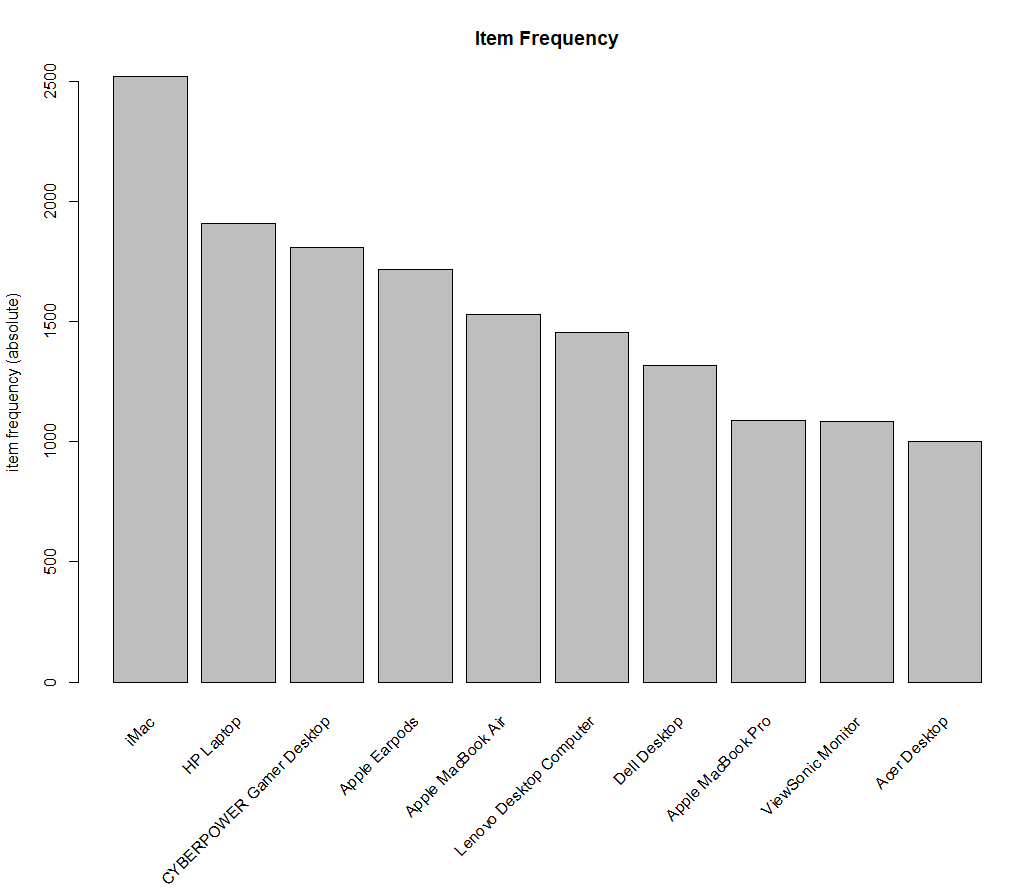 Item Frequency
item frequency (absolute)
2500
2000
1500
1000
500
0
iMac
HP Laptop
CYBERPOWER Gamer Desktop
Apple Earpods
Apple MacBook Air
Lenovo Desktop Computer
Dell Desktop
Apple MacBook Pro
ViewSonic Monitor
Acer Desktop